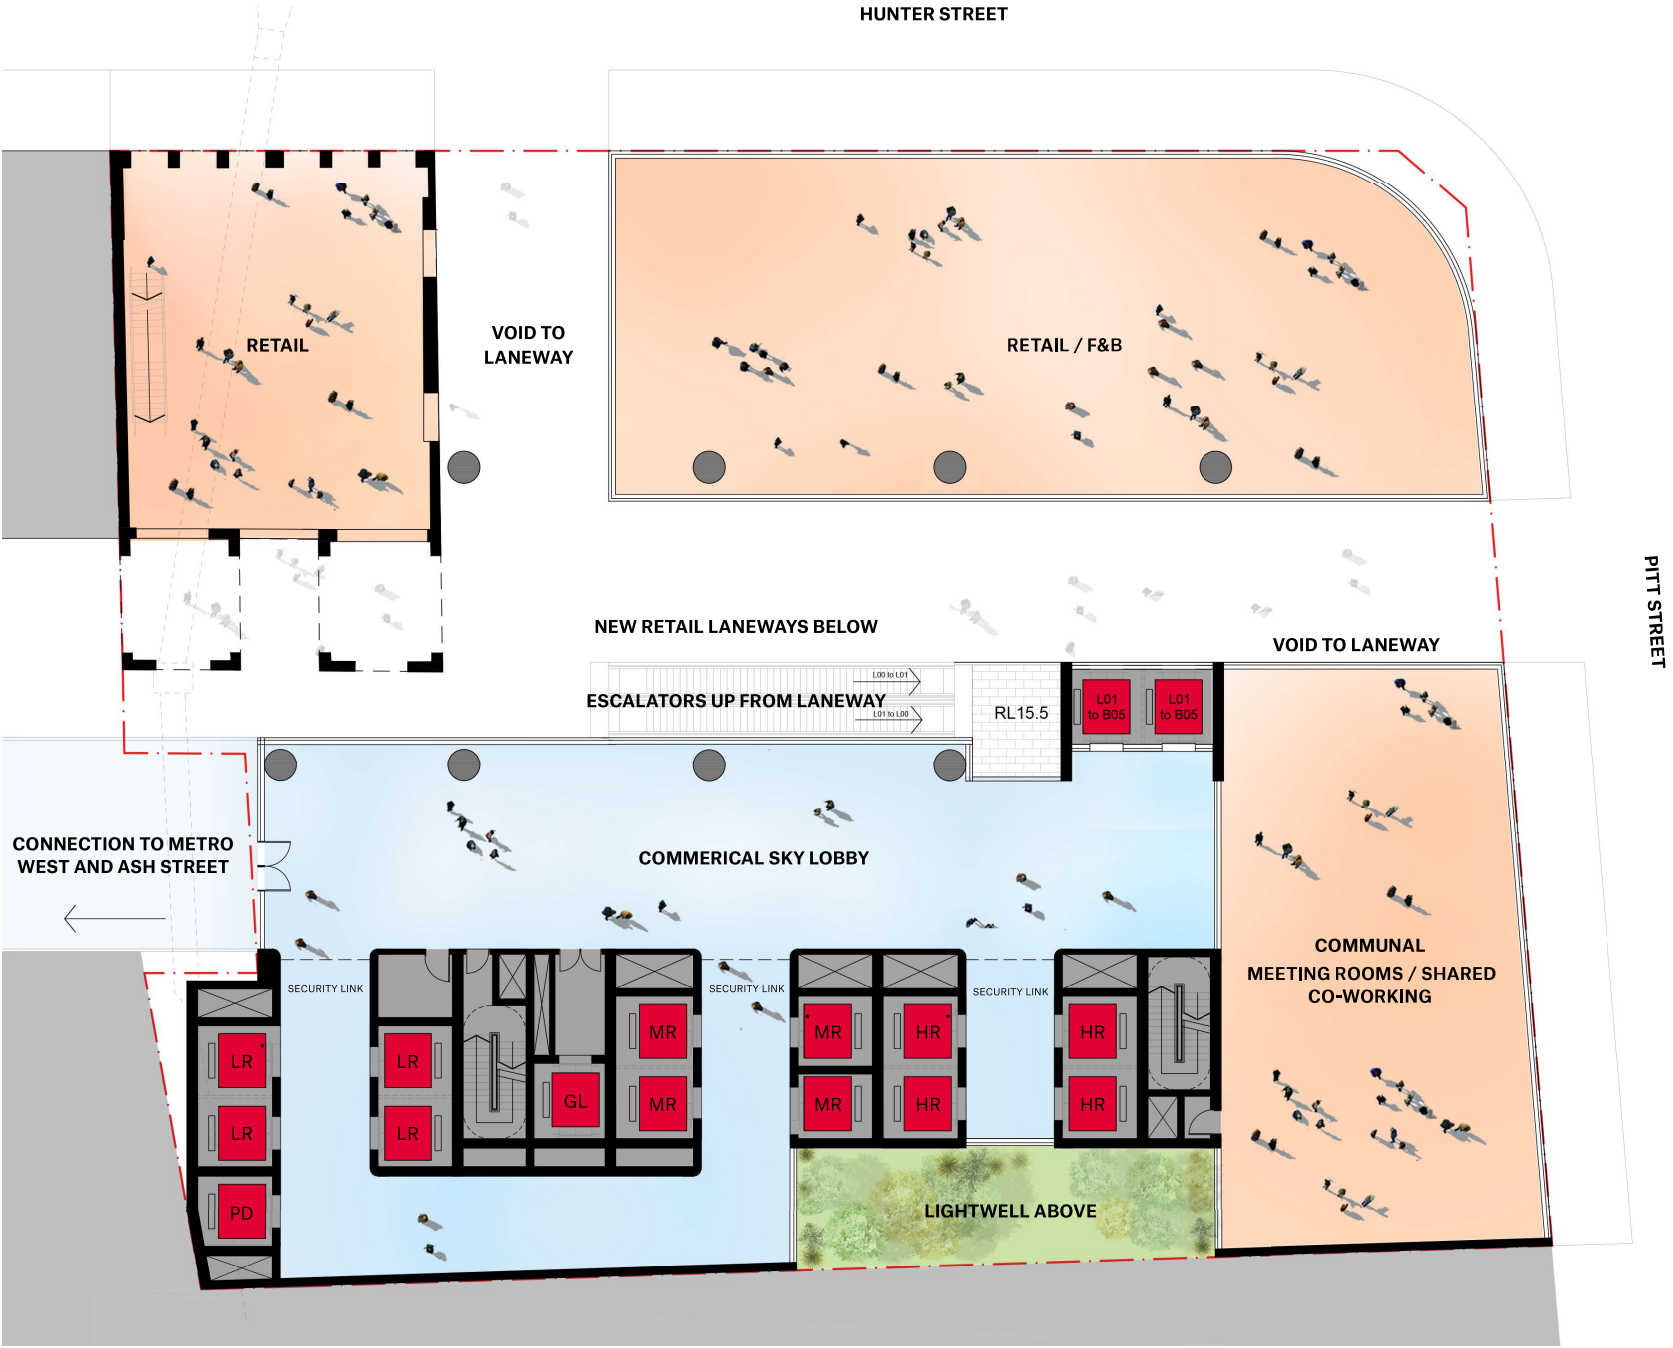 HUNTER STREET
VOID TO
LANEWAY
RETAIL
RETAIL / F&B
PITT STREET
NEW RETAIL LANEWAYS BELOW
VOID TO LANEWAY
L00 to L01
ESCALATORS UP FROM LANEWAY
L01 to L00
RL15.5
L01
to B05
L01
to B05
CONNECTION TO METRO
WEST AND ASH STREET
COMMERICAL SKY LOBBY
COMMUNAL
MEETING ROOMS / SHARED
CO-WORKING
SECURITY LINK
SECURITY LINK
SECURITY LINK
LR
LR
MR
MR
HR
HR
LR
LR
GL
MR
MR
HR
HR
PD
LIGHTWELL ABOVE